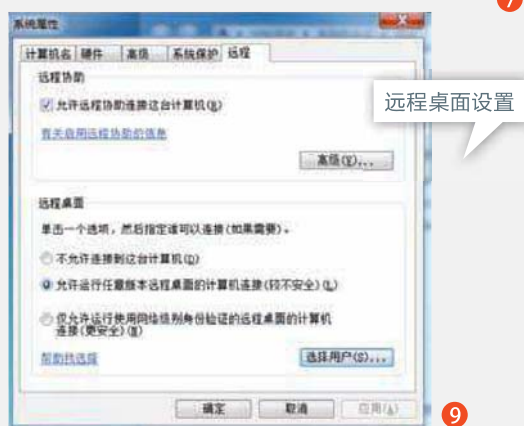 7
系统属性
计算机名 硬件 高级 系统保护 远程
远程协助
允许远程协助连接这台计算机(R)
远程桌面设置
有关启用远程协助的信息
高级(V)...
远程桌面
单击一个选项，然后指定谁可以连接(如果需要)。
不允许连接到这台计算机(D)
允许运行任意版本远程桌面的计算机连接(较不安全)(L)
仅允许运行使用网络级别身份验证的远程桌面的计算机
连接(更安全)(N)
帮助我选择
选择用户(S)...
确定 取消 应用(A)
9